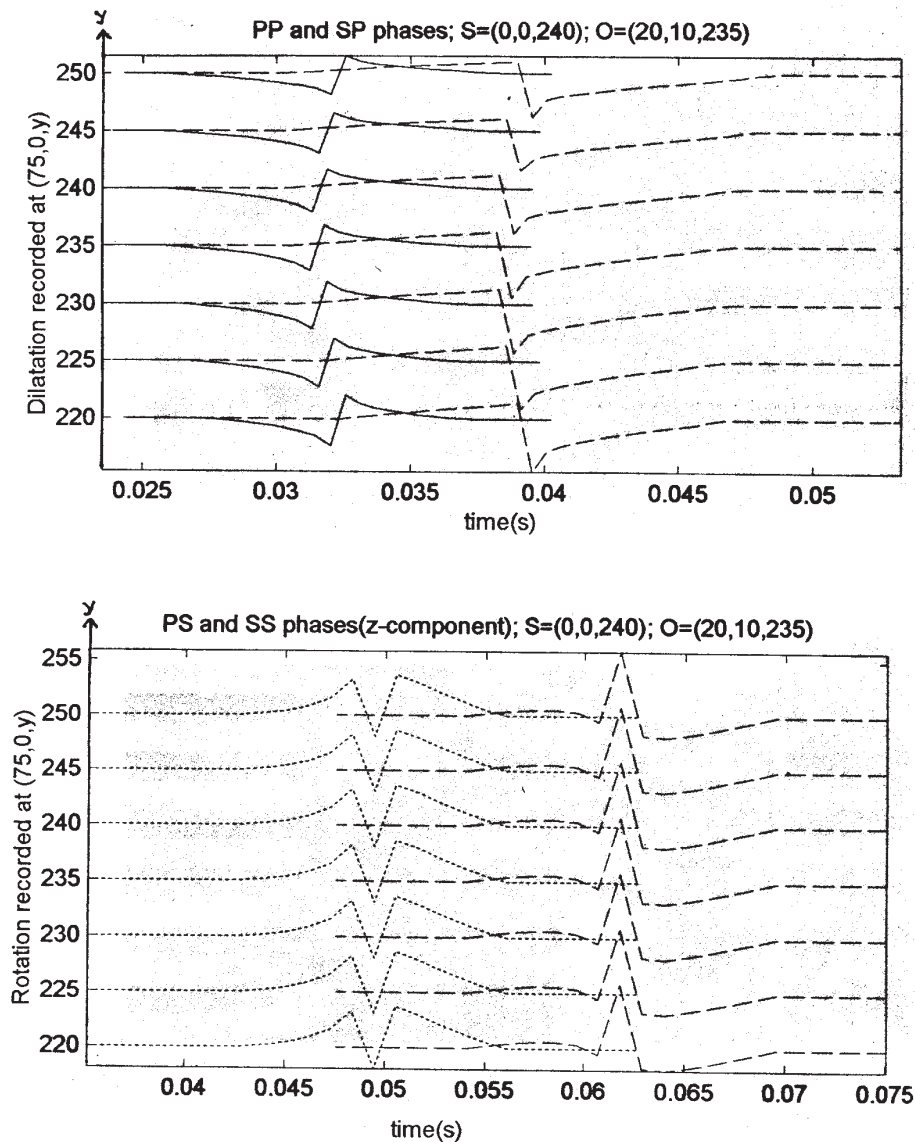 y
PP and SP phases; S=(0,0,240); O=(20,10,235)
250
245
240
235
230
225
220
Dilatation recorded at (75,0,y)
0.025 0.03 0.035 0.04 0.045 0.05
time(s)
y
PS and SS phases(z-component); S=(0,0,240); O=(20,10,235)
255
250
245
240
235
230
225
220
Rotation recorded at (75,0,y)
0.04 0.045 0.05 0.055 0.06 0.065 0.07 0.075
time(s)